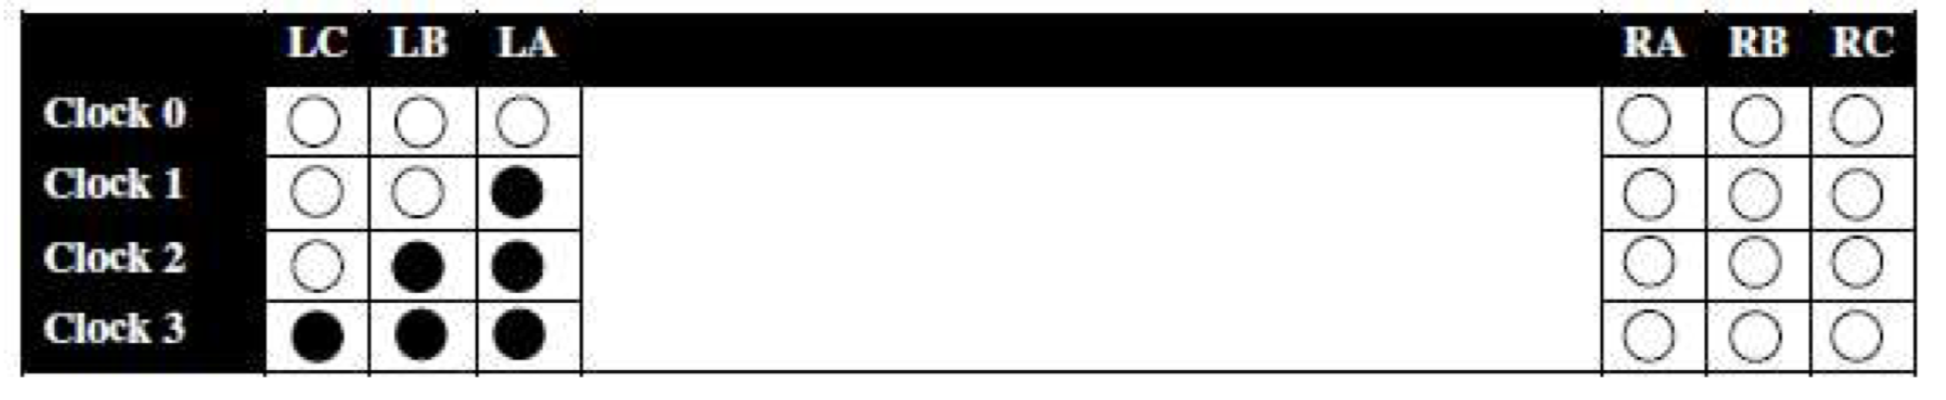 LC LB LA RA RB RC
Clock 0
Clock 1
Clock 2
Clock 3